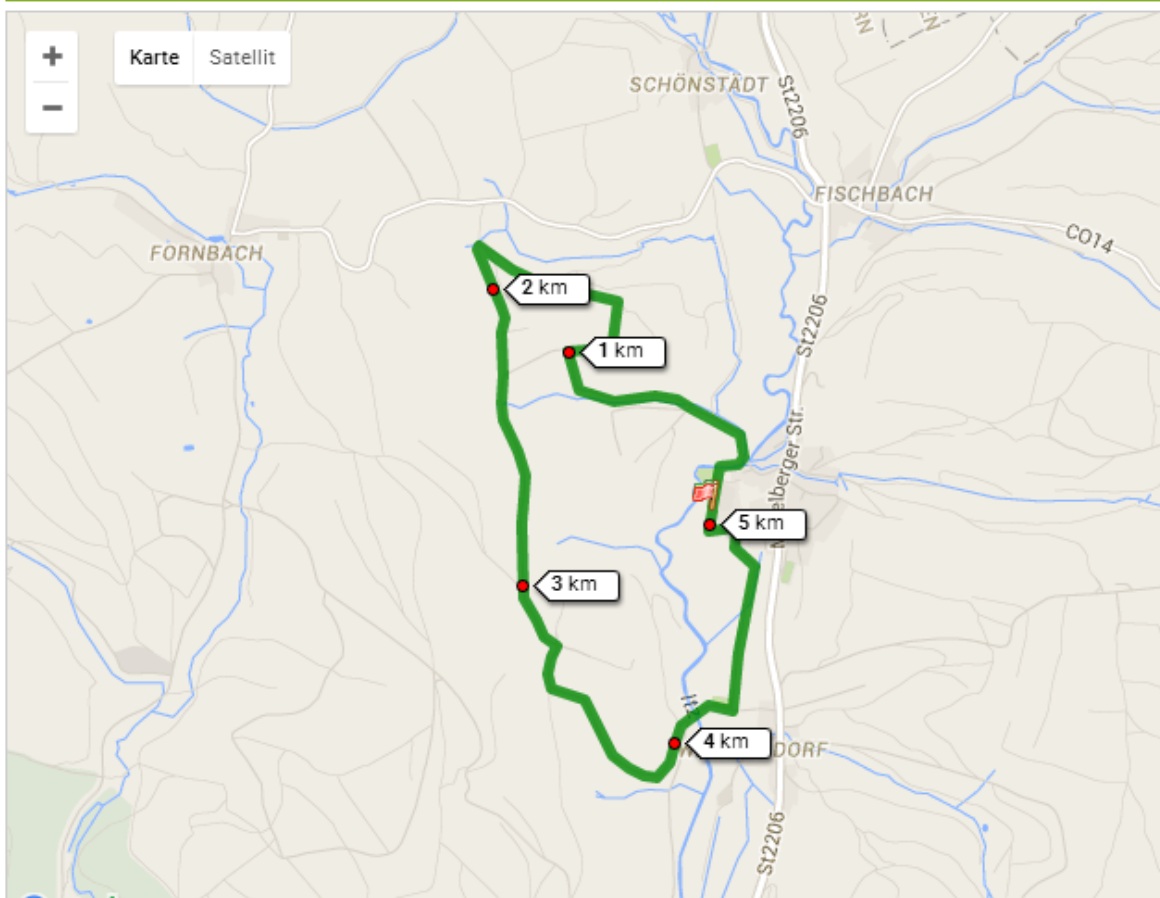 +
Karte Satellit
−
SCHÖNSTÄDT
St2206
FISCHBACH
CO14
FORNBACH
2 km
St2206
1 km
5 km
3 km
4 km
DORF
St2206